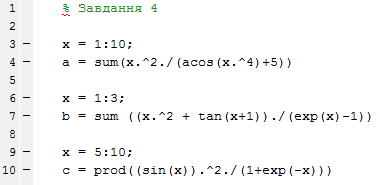 1 % Завдання 4
2
3 – x = 1:10;
4 – a = sum(x.^2./(acos(x.^4)+5))
5
6 – x = 1:3;
7 – b = sum ((x.^2 + tan(x+1))./(exp(x)-1))
8
9 – x = 5:10;
10 – c = prod((sin(x)).^2./(1+exp(-x)))